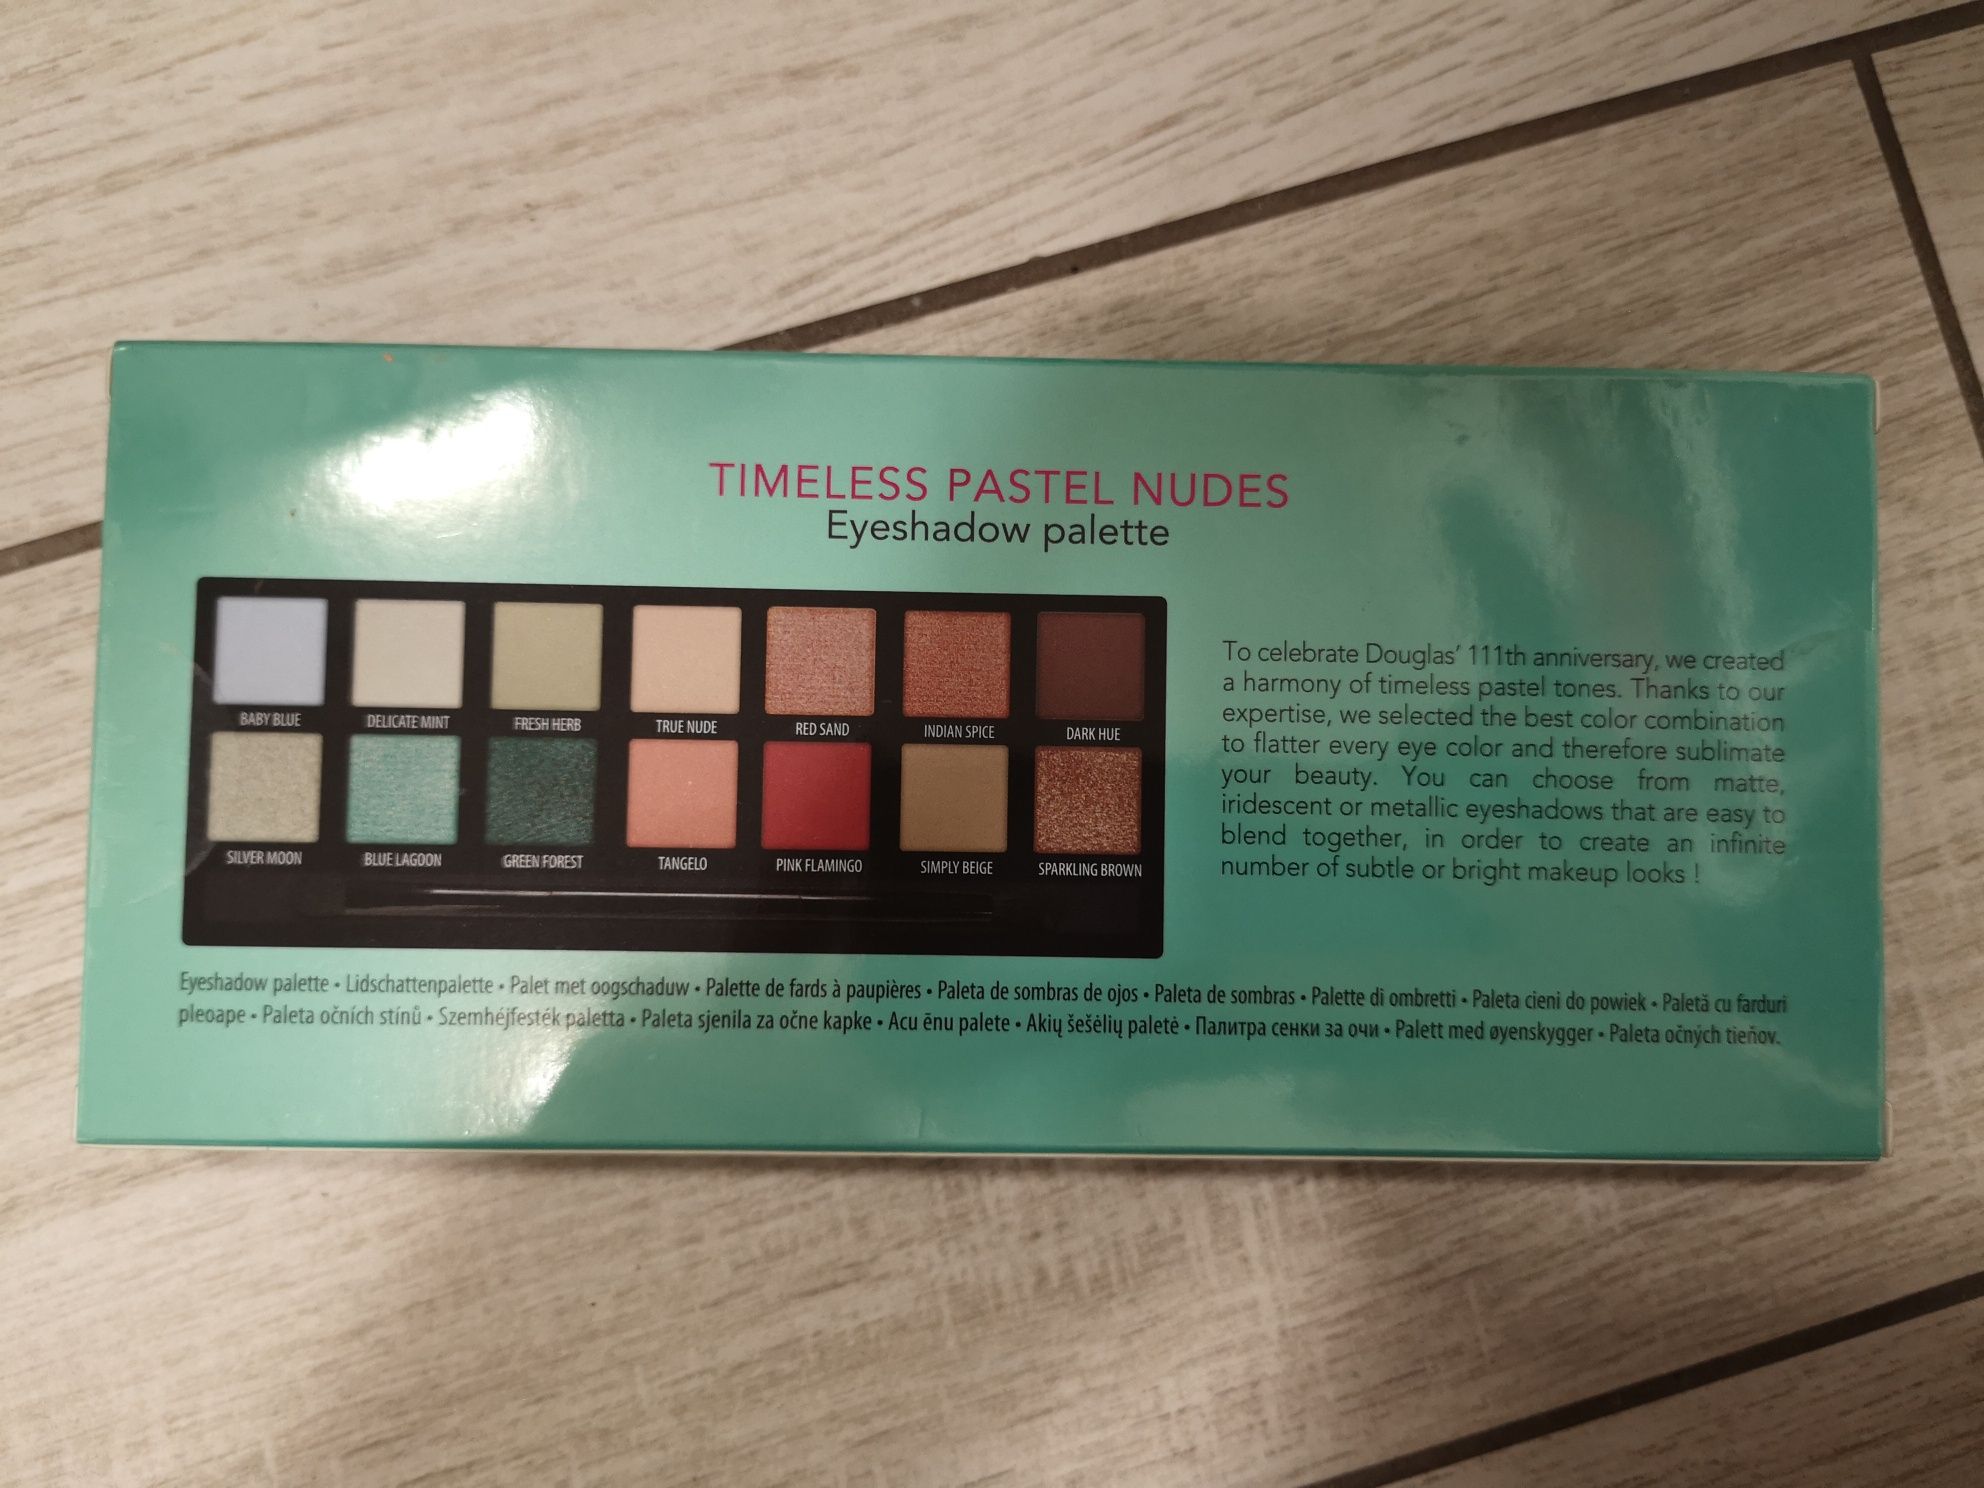 TIMELESS PASTEL NUDES
Eyeshadow palette
BABY BLUE DELICATE MINT FRESH HERB TRUE NUDE RED SAND INDIAN SPICE DARK HUE
SILVER MOON BLUE LAGOON GREEN FOREST TANGELO PINK FLAMINGO SIMPLY BEIGE SPARKLING BROWN
To celebrate Douglas’ 111th anniversary, we created
a harmony of timeless pastel tones. Thanks to our
expertise, we selected the best color combination
to flatter every eye color and therefore sublimate
your beauty. You can choose from matte,
iridescent or metallic eyeshadows that are easy to
blend together, in order to create an infinite
number of subtle or bright makeup looks !
Eyeshadow palette • Lidschattenpalette • Palet met oogschaduw • Palette de fards à paupières • Paleta de sombras de ojos • Paleta de sombras • Palette di ombretti • Paleta cieni do powiek • Paletă cu farduri
pleoape • Paleta očních stínů • Szemhéjfesték paletta • Paleta sjenila za očne kapke • Acu ēnu palete • Akių šešėlių paletė • Палитра сенки за очи • Palett med øyenskygger • Paleta očných tieňov.